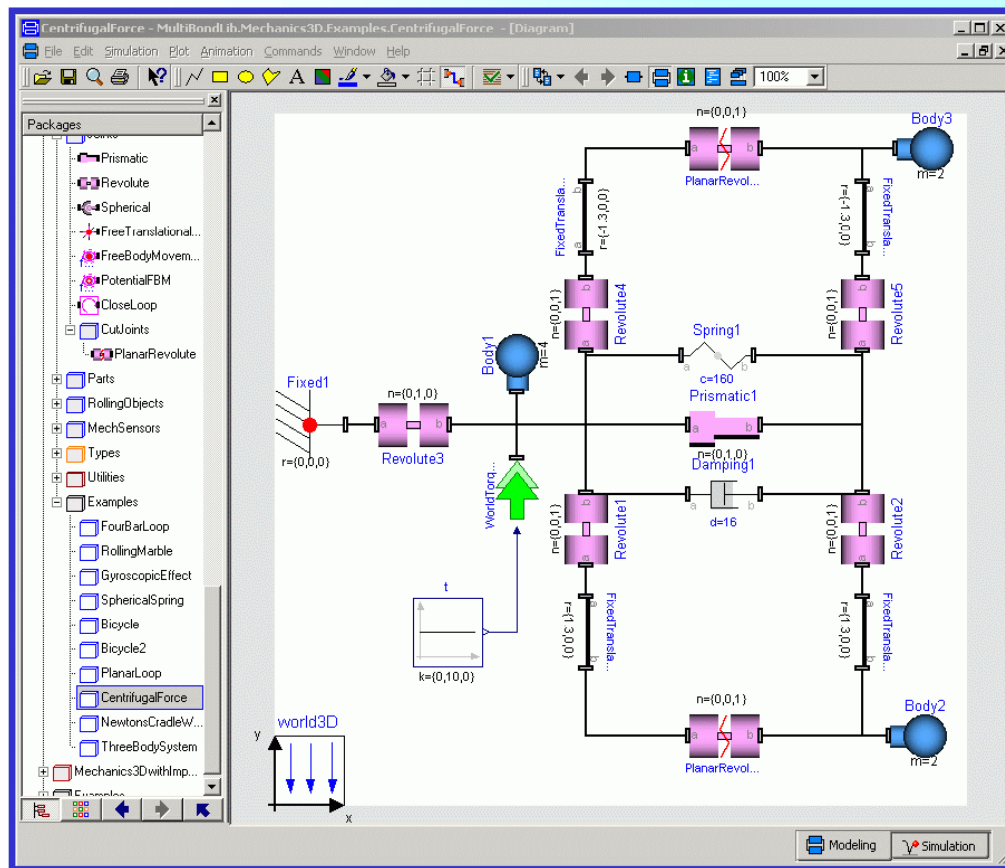 CentrifugalForce - MultiBondLib.Mechanics3D.Examples.CentrifugalForce - [Diagram]
File Edit Simulation Plot Animation Commands Window Help
A
100%
Packages
Prismatic
Revolute
Spherical
FreeTranslational...
FreeBodyMovem...
PotentialFBM
CloseLoop
CutJoints
PlanarRevolute
Parts
RollingObjects
MechSensors
Types
Utilities
Examples
FourBarLoop
RollingMarble
GyroscopicEffect
SphericalSpring
Bicycle
Bicycle2
PlanarLoop
CentrifugalForce
NewtonsCradleW...
ThreeBodySystem
Mechanics3DwithImp...
n={0,0,1}
a b
PlanarRevol...
Body3
m=2
FixedTransla...
r={-1.3,0,0}
b
FixedTransla...
r={-1.3,0,0}
a
b
n={0,0,1}
Revolute4
b
a
n={0,0,1}
Revolute5
b
a
Body1
m=4
Spring1
a b
c=160
Fixed1
r={0,0,0}
n={0,1,0}
a b
Revolute3
Prismatic1
a b
n={0,1,0}
Damping1
a b
d=16
WorldTorq...
n={0,0,1}
Revolute1
b
a
n={0,0,1}
Revolute2
b
a
t
k={0,10,0}
FixedTransla...
r={1.3,0,0}
a
b
FixedTransla...
r={1.3,0,0}
a
b
n={0,0,1}
a b
PlanarRevol...
Body2
m=2
world3D
y
x
Modeling
Simulation